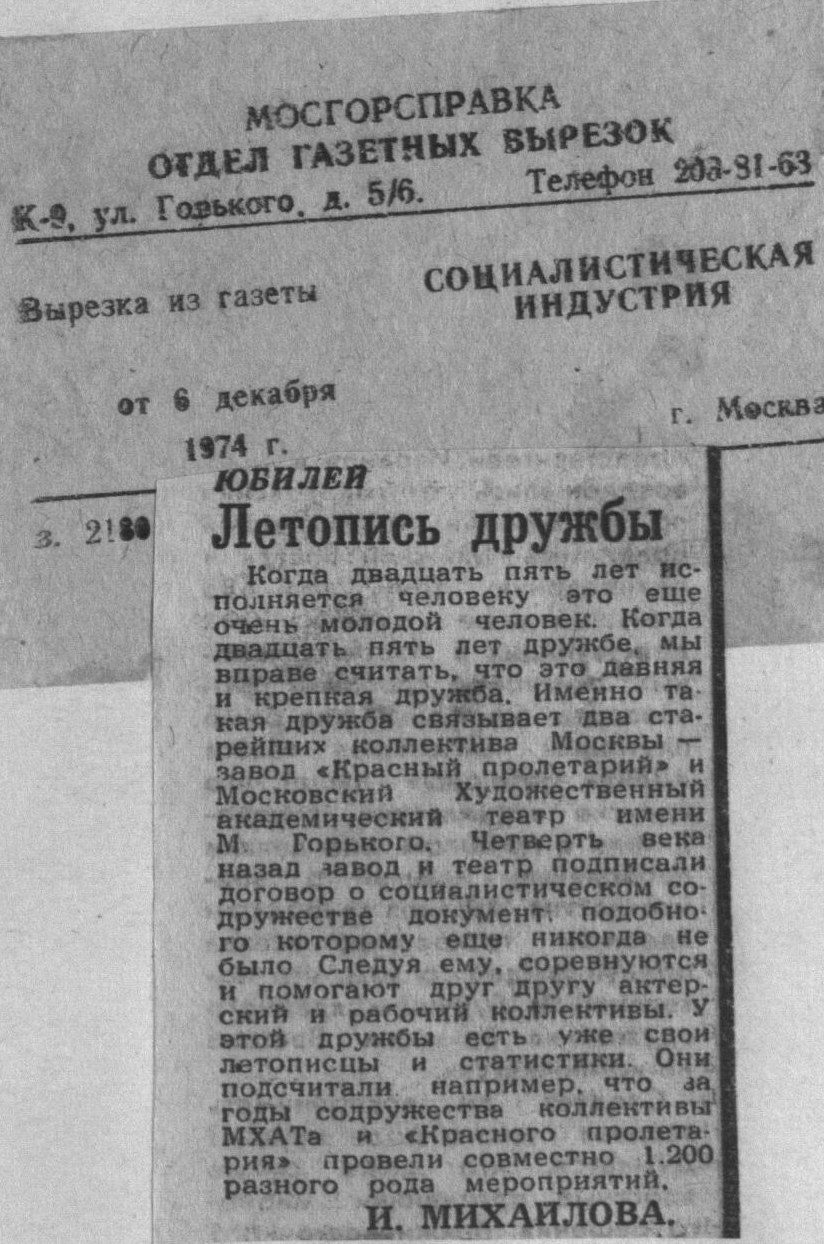 МОСГОРСПРАВКА
ОТДЕЛ ГАЗЕТНЫХ ВЫРЕЗОК
К-9, ул. Горького, д. 5/6. Телефон 203-81-63
Вырезка из газеты
СОЦИАЛИСТИЧЕСКАЯ
ИНДУСТРИЯ
от 6 декабря
1974 г.
г. Москва
з.
ЮБИЛЕЙ
Летопись дружбы
Когда двадцать пять лет ис-
полняется человеку это еще
очень молодой человек. Когда
двадцать пять лет дружбе, мы
вправе считать, что это давняя
и крепкая дружба. Именно та-
кая дружба связывает два ста-
рейших коллектива Москвы —
завод «Красный пролетарий» и
Московский Художественный
академический театр имени
М. Горького. Четверть века
назад завод и театр подписали
договор о социалистическом со-
дружестве документ, подобно-
го которому еще никогда не
было Следуя ему, соревнуются
и помогают друг другу актер-
ский и рабочий коллективы. У
этой дружбы есть уже свои
летописцы и статистики. Они
подсчитали, например, что за
годы содружества коллективы
МХАТа и «Красного пролета-
рия» провели совместно 1.200
разного рода мероприятий.
И. МИХАЙЛОВА.